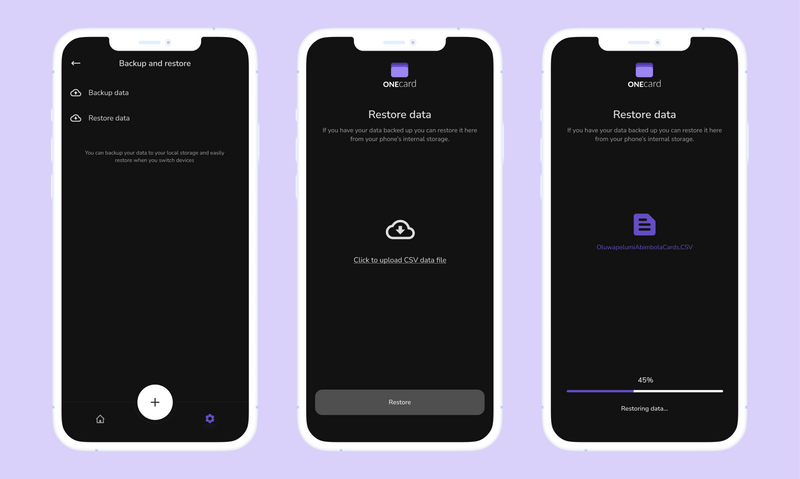 Backup and restore
Backup data
Restore data
You can backup your data to your local storage and easily
restore when you switch devices
ONEcard
Restore data
If you have your data backed up you can restore it here
from your phone's internal storage.
Click to upload CSV data file
Restore
ONEcard
Restore data
If you have your data backed up you can restore it here
from your phone's internal storage.
OluwapelumiAbimbolaCards.CSV
45%
Restoring data...